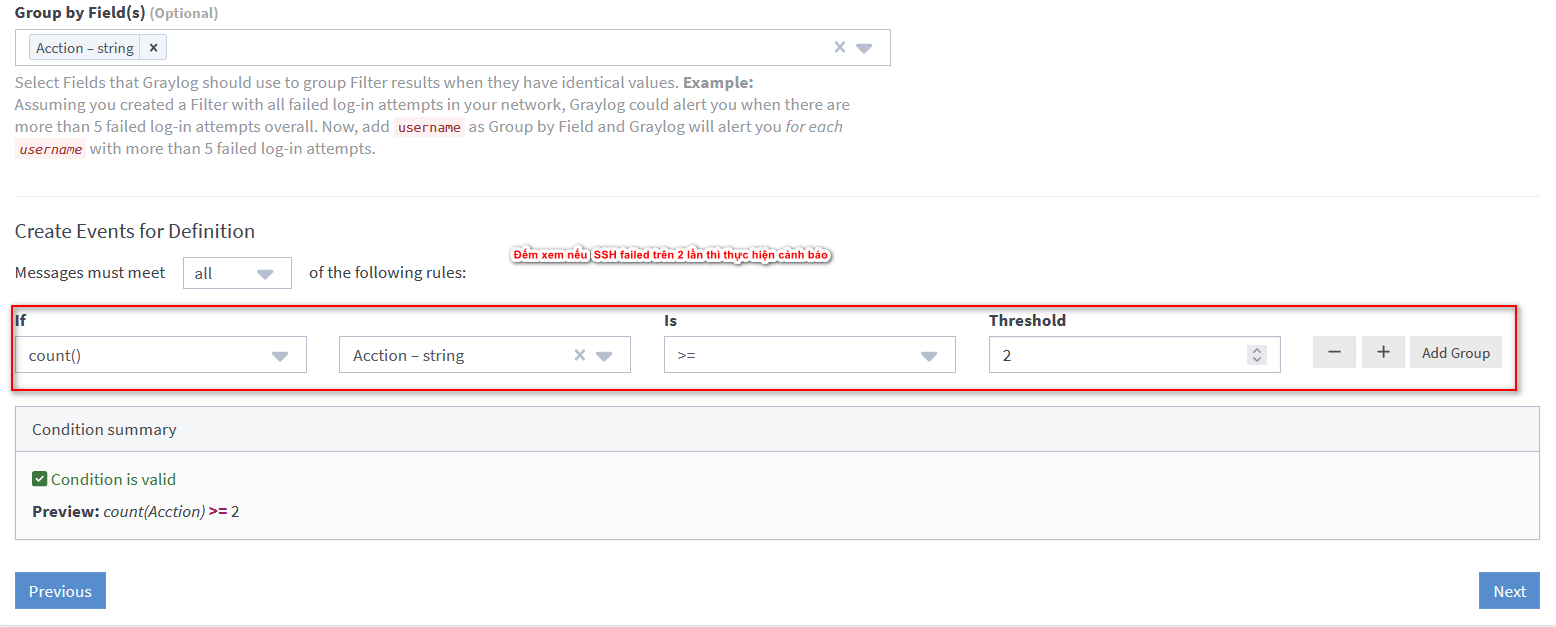 Group by Field(s) (Optional)
Acction – string ×
Select Fields that Graylog should use to group Filter results when they have identical values. Example:
Assuming you created a Filter with all failed log-in attempts in your network, Graylog could alert you when there are
more than 5 failed log-in attempts overall. Now, add username as Group by Field and Graylog will alert you for each
username with more than 5 failed log-in attempts.
Create Events for Definition
Đếm xem nếu SSH failed trên 2 lần thì thực hiện cảnh báo
Messages must meet all of the following rules:
If Is Threshold
count() Acction – string × >= 2 − + Add Group
Condition summary
Condition is valid
Preview: count(Acction) >= 2
Previous Next